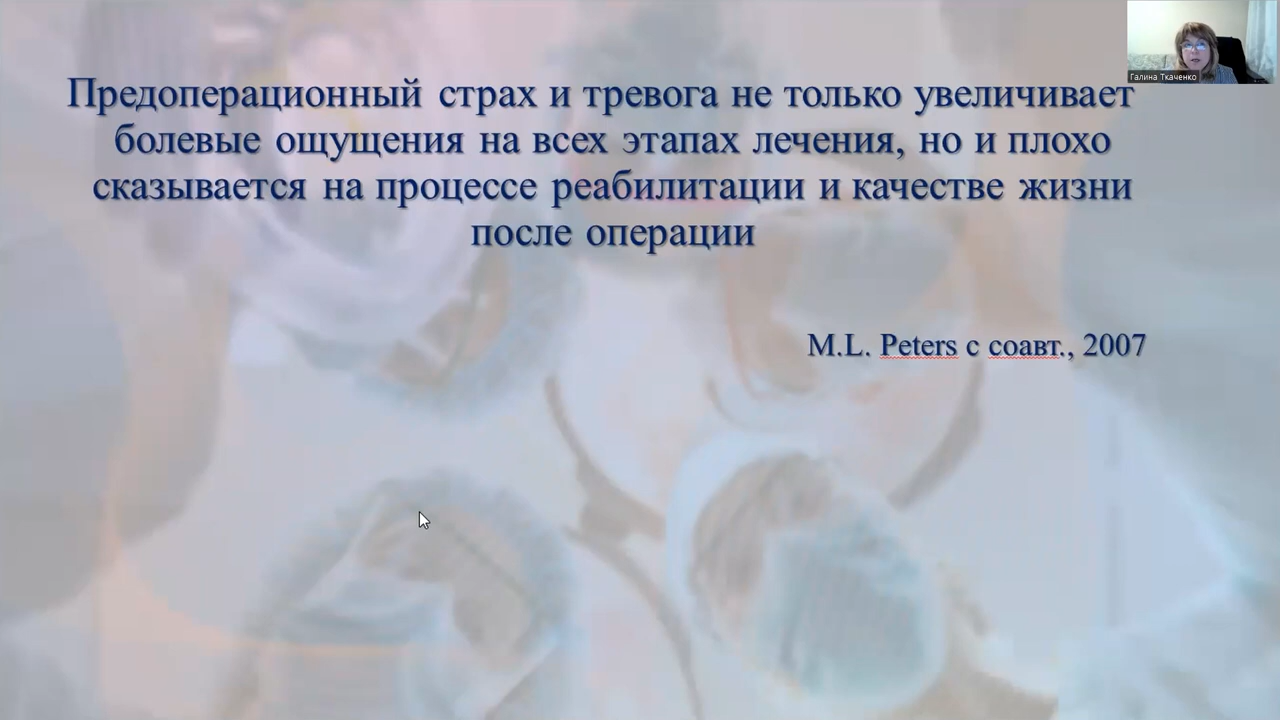 Предоперационный страх и тревога не только увеличивает
болевые ощущения на всех этапах лечения, но и плохо
сказывается на процессе реабилитации и качестве жизни
после операции
M.L. Peters с соавт., 2007
Галина Ткаченко